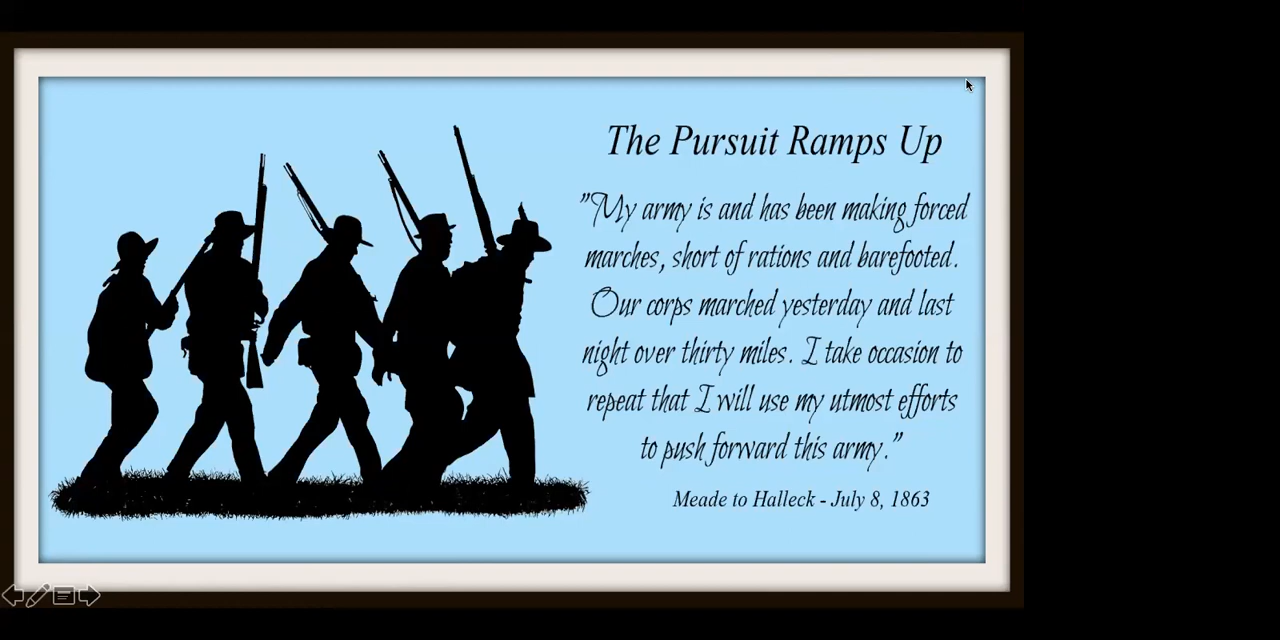 The Pursuit Ramps Up
”My army is and has been making forced
marches, short of rations and barefooted.
Our corps marched yesterday and last
night over thirty miles. I take occasion to
repeat that I will use my utmost efforts
to push forward this army.”
Meade to Halleck - July 8, 1863